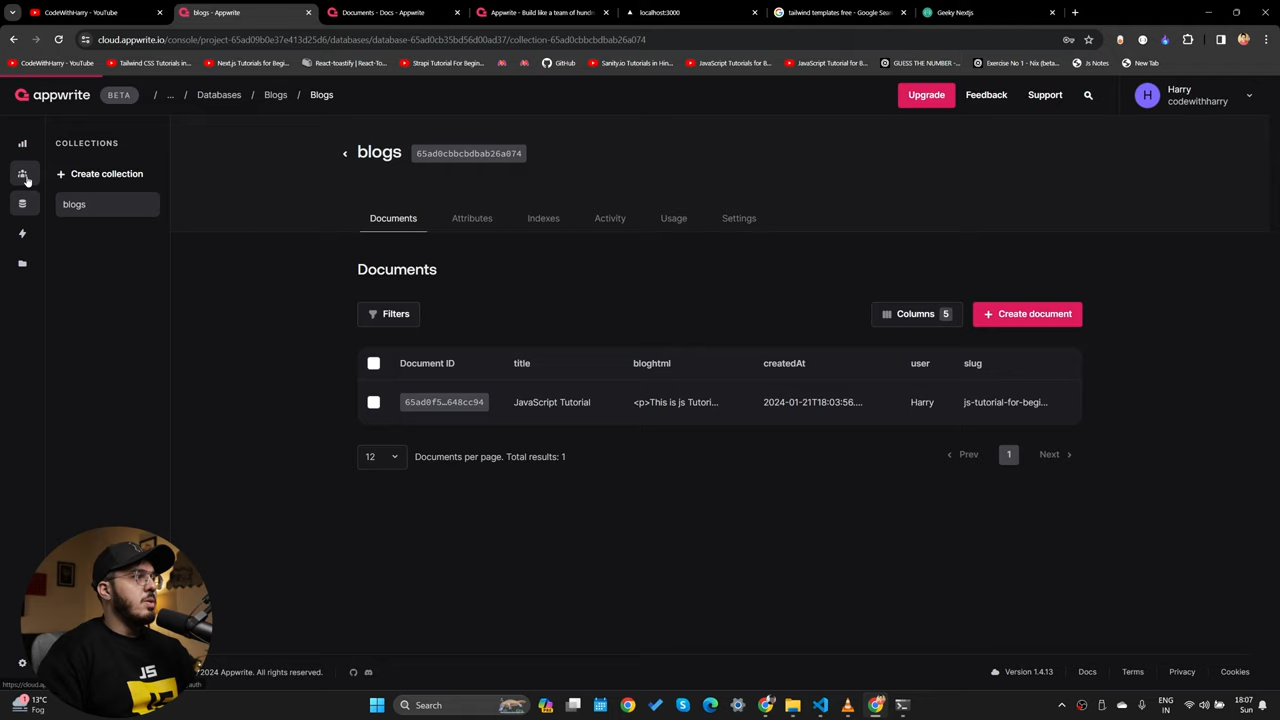 CodeWithHarry - YouTube
blogs - Appwrite
Documents - Docs - Appwrite
Appwrite - Build like a team of hund
localhost:3000
tailwind templates free - Google Sear
Geeky Nextjs
cloud.appwrite.io/console/project-65ad09b0e37e413d25d6/databases/database-65ad0cb35bd56d00ad37/collection-65ad0cbbcbdbab26a074
CodeWithHarry - YouTube
Tailwind CSS Tutorials in...
Next.js Tutorials for Begi...
React-toastify | React-To...
Strapi Tutorial For Begin...
GitHub
Sanity.io Tutorials in Hin...
JavaScript Tutorials for B...
JavaScript Tutorial for B...
GUESS THE NUMBER -...
Exercise No 1 - Nix (beta...
Js Notes
New Tab
appwrite
BETA
/ ... / Databases / Blogs / Blogs
Upgrade
Feedback
Support
H
Harry
codewithharry
COLLECTIONS
Create collection
blogs
blogs
65ad0cbbcbdbab26a074
Documents
Attributes
Indexes
Activity
Usage
Settings
Documents
Filters
Columns 5
Create document
Document ID title bloghtml createdAt user slug
65ad0f5…648cc94 JavaScript Tutorial <p>This is js Tutori... 2024-01-21T18:03:56.... Harry js-tutorial-for-begi...
12
Documents per page. Total results: 1
Prev
1
Next
JS
2024 Appwrite. All rights reserved.
Version 1.4.13
Docs
Terms
Privacy
Cookies
https://cloud.ap
auth
13°C
Fog
Search
ENG
IN
18:07
Sun